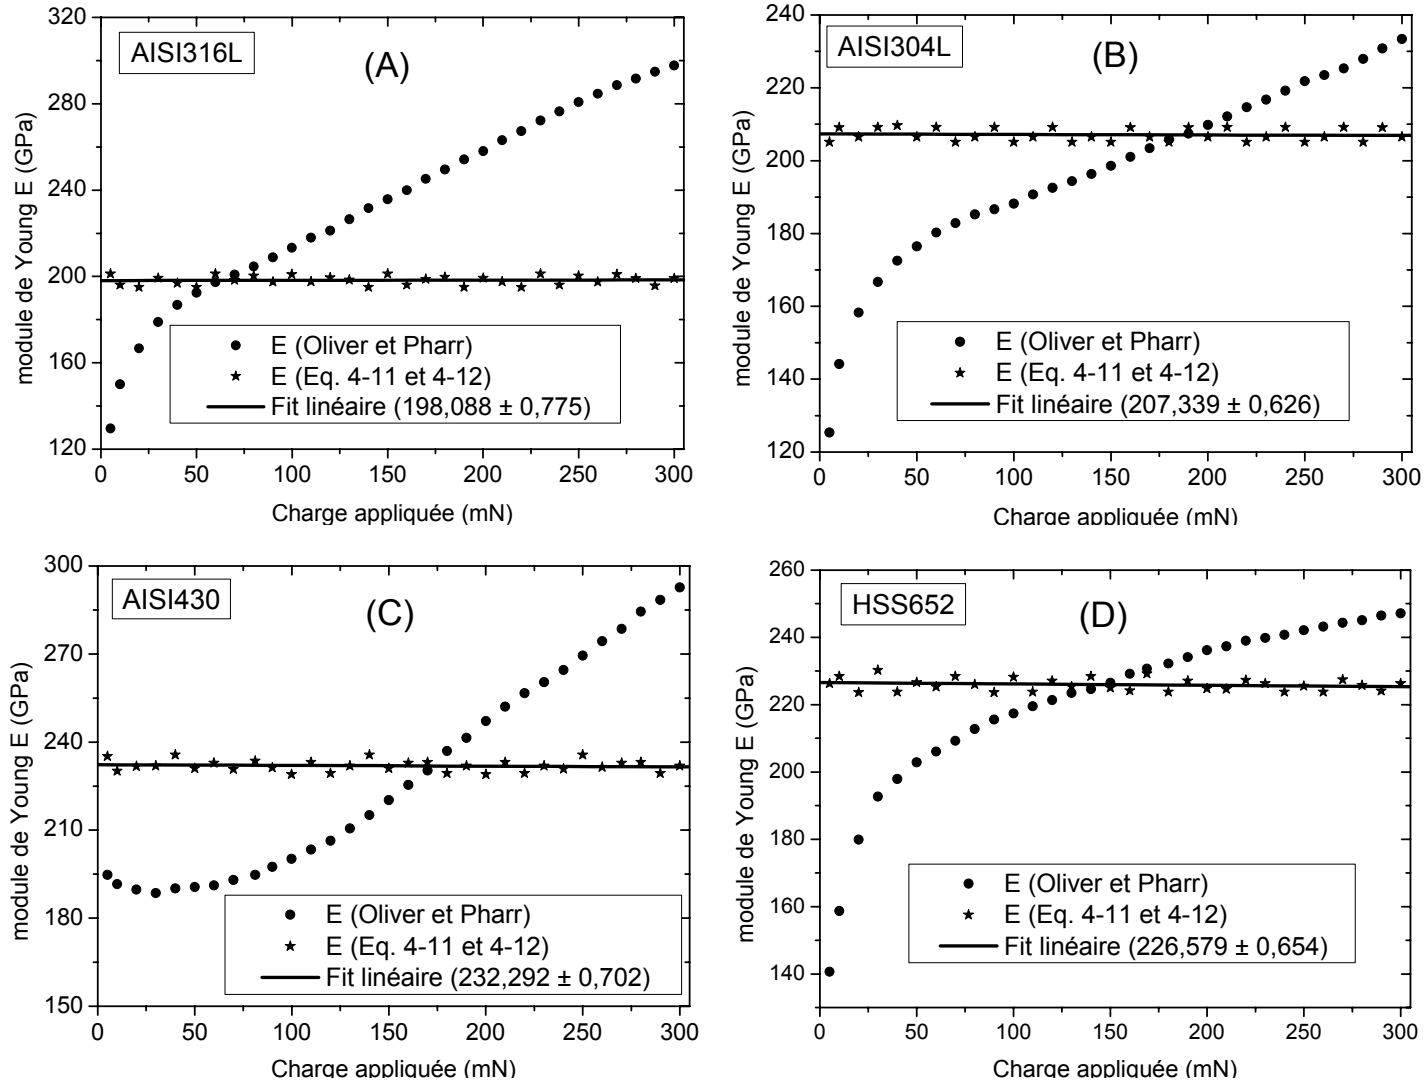 320
280
240
200
160
120
module de Young E (GPa)
AISI316L
(A)
E (Oliver et Pharr)
E (Eq. 4-11 et 4-12)
Fit linéaire (198,088 ± 0,775)
0 50 100 150 200 250 300
Charge appliquée (mN)
240
220
200
180
160
140
120
module de Young E (GPa)
AISI304L
(B)
E (Oliver et Pharr)
E (Eq. 4-11 et 4-12)
Fit linéaire (207,339 ± 0,626)
0 50 100 150 200 250 300
Charge appliquée (mN)
300
270
240
210
180
150
module de Young E (GPa)
AISI430
(C)
E (Oliver et Pharr)
E (Eq. 4-11 et 4-12)
Fit linéaire (232,292 ± 0,702)
0 50 100 150 200 250 300
Charge appliquée (mN)
260
240
220
200
180
160
140
module de Young E (GPa)
HSS652
(D)
E (Oliver et Pharr)
E (Eq. 4-11 et 4-12)
Fit linéaire (226,579 ± 0,654)
0 50 100 150 200 250 300
Charge appliquée (mN)